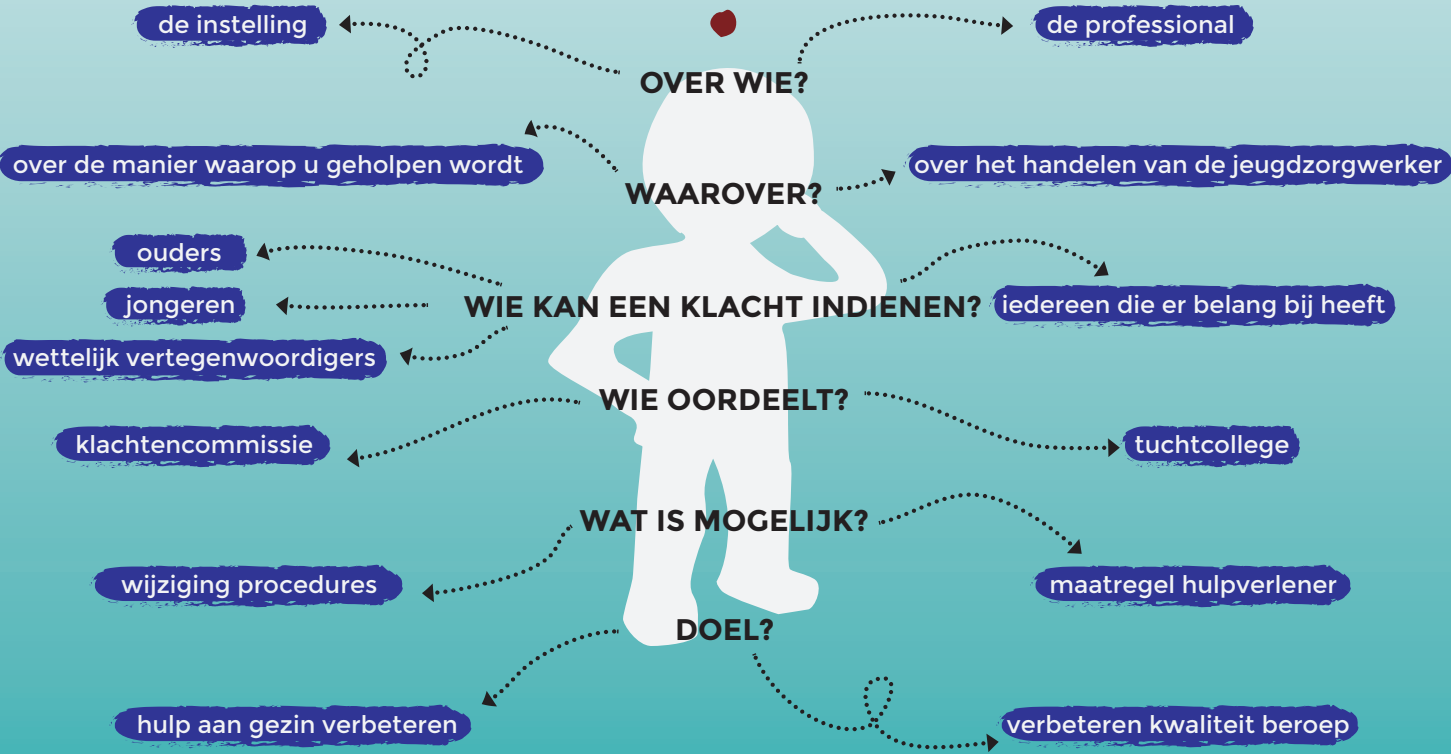 de instelling
de professional
OVER WIE?
over de manier waarop u geholpen wordt
over het handelen van de jeugdzorgwerker
WAAROVER?
ouders
jongeren
WIE KAN EEN KLACHT INDIENEN?
iedereen die er belang bij heeft
wettelijk vertegenwoordigers
WIE OORDEELT?
klachtencommissie
tuchtcollege
WAT IS MOGELIJK?
wijziging procedures
maatregel hulpverlener
DOEL?
hulp aan gezin verbeteren
verbeteren kwaliteit beroep